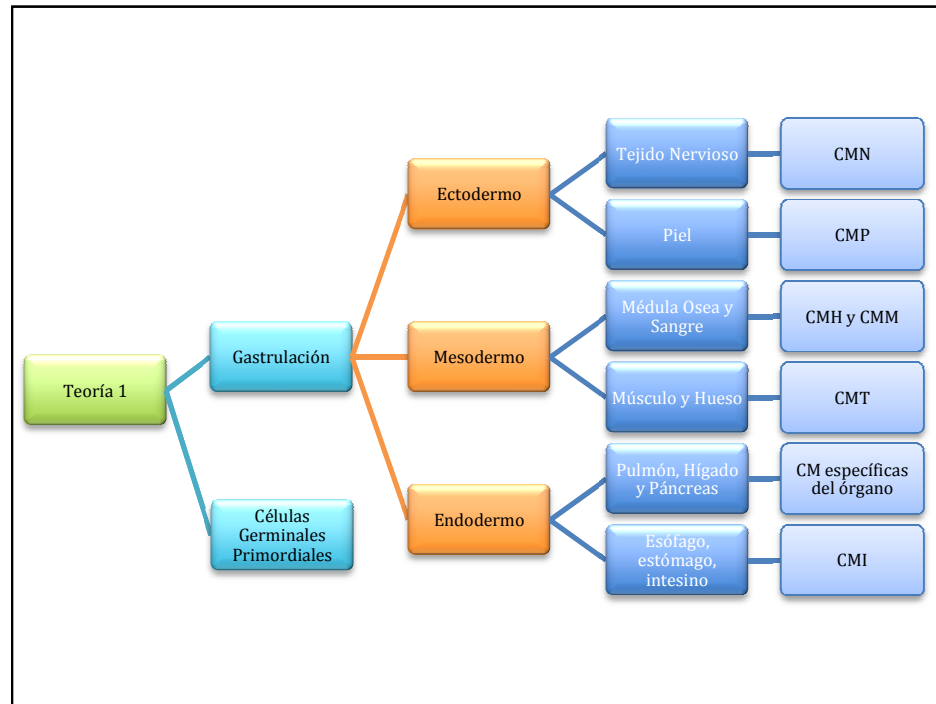 Teoría 1
Gastrulación
Células
Germinales
Primordiales
Ectodermo
Mesodermo
Endodermo
Tejido Nervioso
CMN
Piel
CMP
Médula Osea y
Sangre
CMH y CMM
Músculo y Hueso
CMT
Pulmón, Hígado
y Páncreas
CM específicas
del órgano
Esófago,
estómago,
intesino
CMI